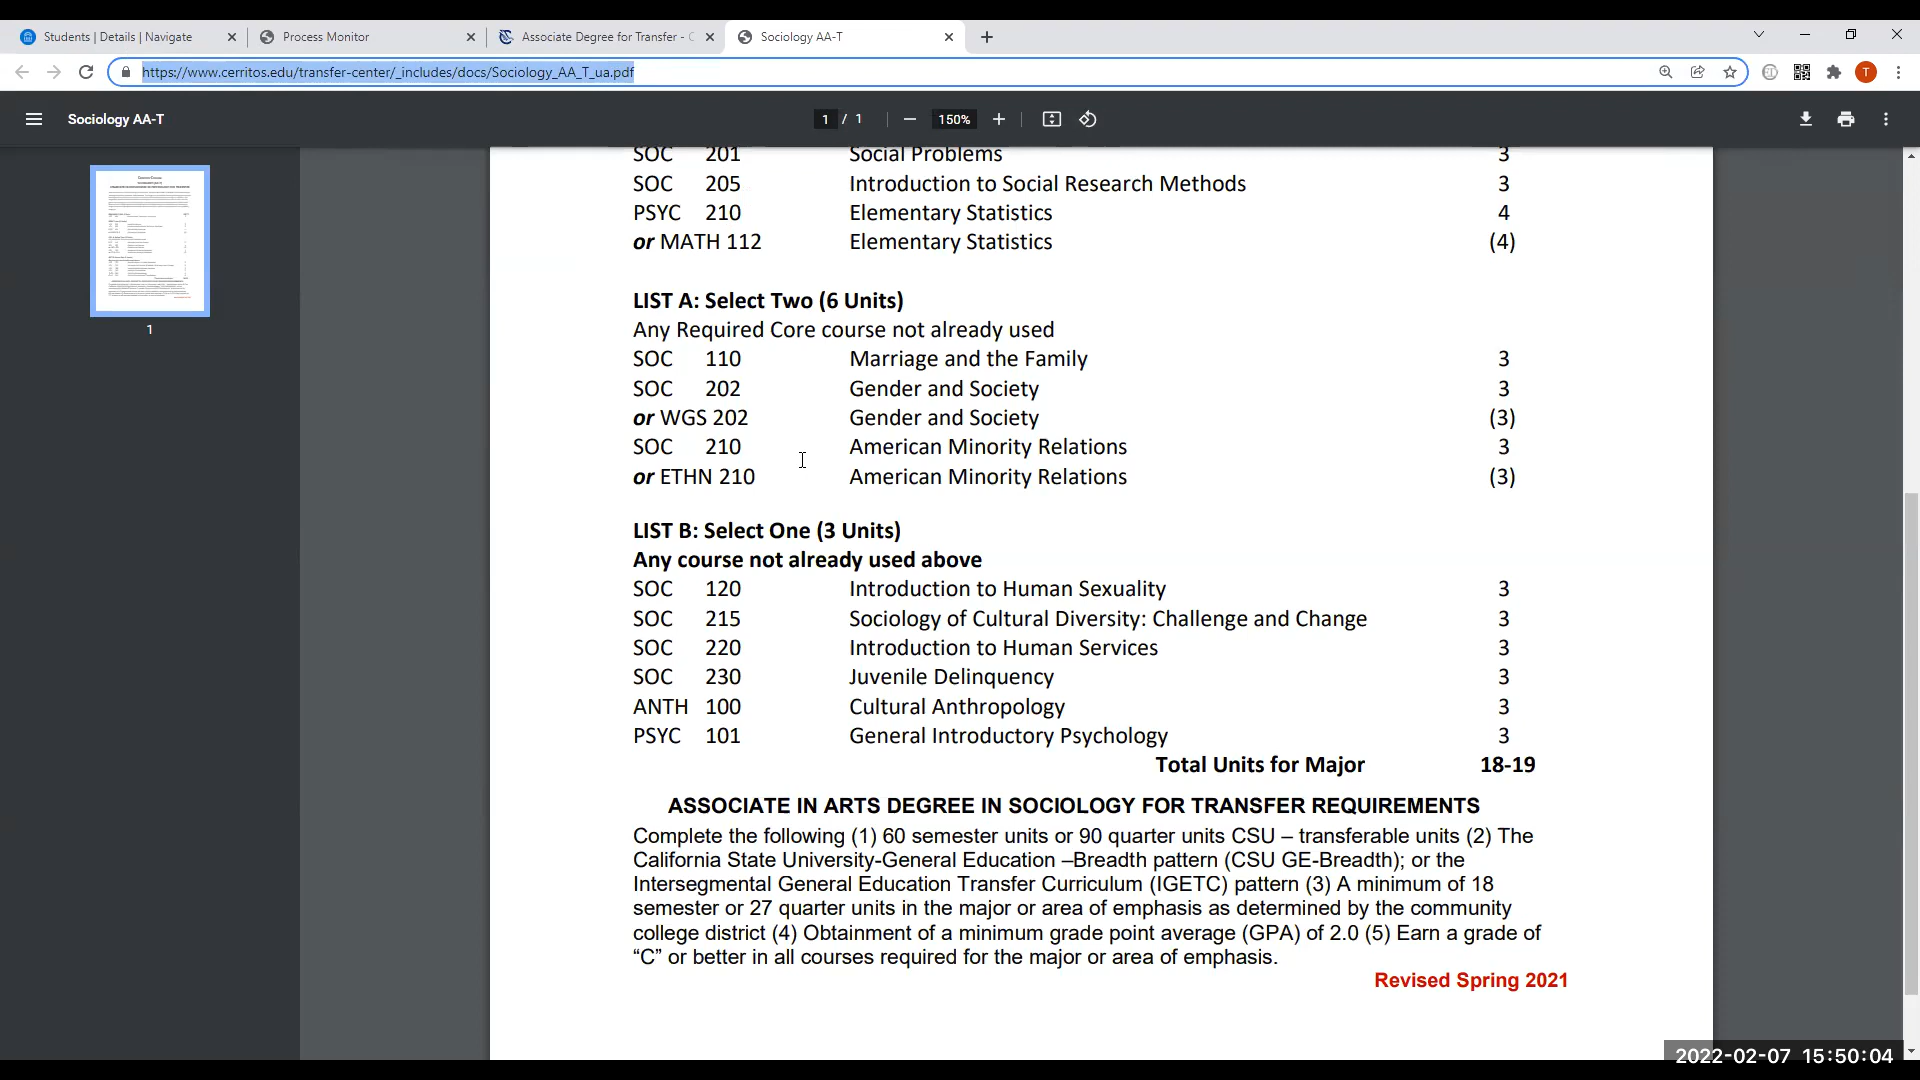 Students | Details | Navigate
Process Monitor
Associate Degree for Transfer - C
Sociology AA-T
https://www.cerritos.edu/transfer-center/_includes/docs/Sociology_AA_T_ua.pdf
T
Sociology AA-T
1 / 1
150%
1
SOC 201 Social Problems 3
SOC 205 Introduction to Social Research Methods 3
PSYC 210 Elementary Statistics 4
or MATH 112 Elementary Statistics (4)
LIST A: Select Two (6 Units)
Any Required Core course not already used
SOC 110 Marriage and the Family 3
SOC 202 Gender and Society 3
or WGS 202 Gender and Society (3)
SOC 210 American Minority Relations 3
or ETHN 210 American Minority Relations (3)
LIST B: Select One (3 Units)
Any course not already used above
SOC 120 Introduction to Human Sexuality 3
SOC 215 Sociology of Cultural Diversity: Challenge and Change 3
SOC 220 Introduction to Human Services 3
SOC 230 Juvenile Delinquency 3
ANTH 100 Cultural Anthropology 3
PSYC 101 General Introductory Psychology 3
Total Units for Major 18-19
ASSOCIATE IN ARTS DEGREE IN SOCIOLOGY FOR TRANSFER REQUIREMENTS
Complete the following (1) 60 semester units or 90 quarter units CSU – transferable units (2) The
California State University-General Education –Breadth pattern (CSU GE-Breadth); or the
Intersegmental General Education Transfer Curriculum (IGETC) pattern (3) A minimum of 18
semester or 27 quarter units in the major or area of emphasis as determined by the community
college district (4) Obtainment of a minimum grade point average (GPA) of 2.0 (5) Earn a grade of
“C” or better in all courses required for the major or area of emphasis.
Revised Spring 2021
2022-02-07 15:50:04